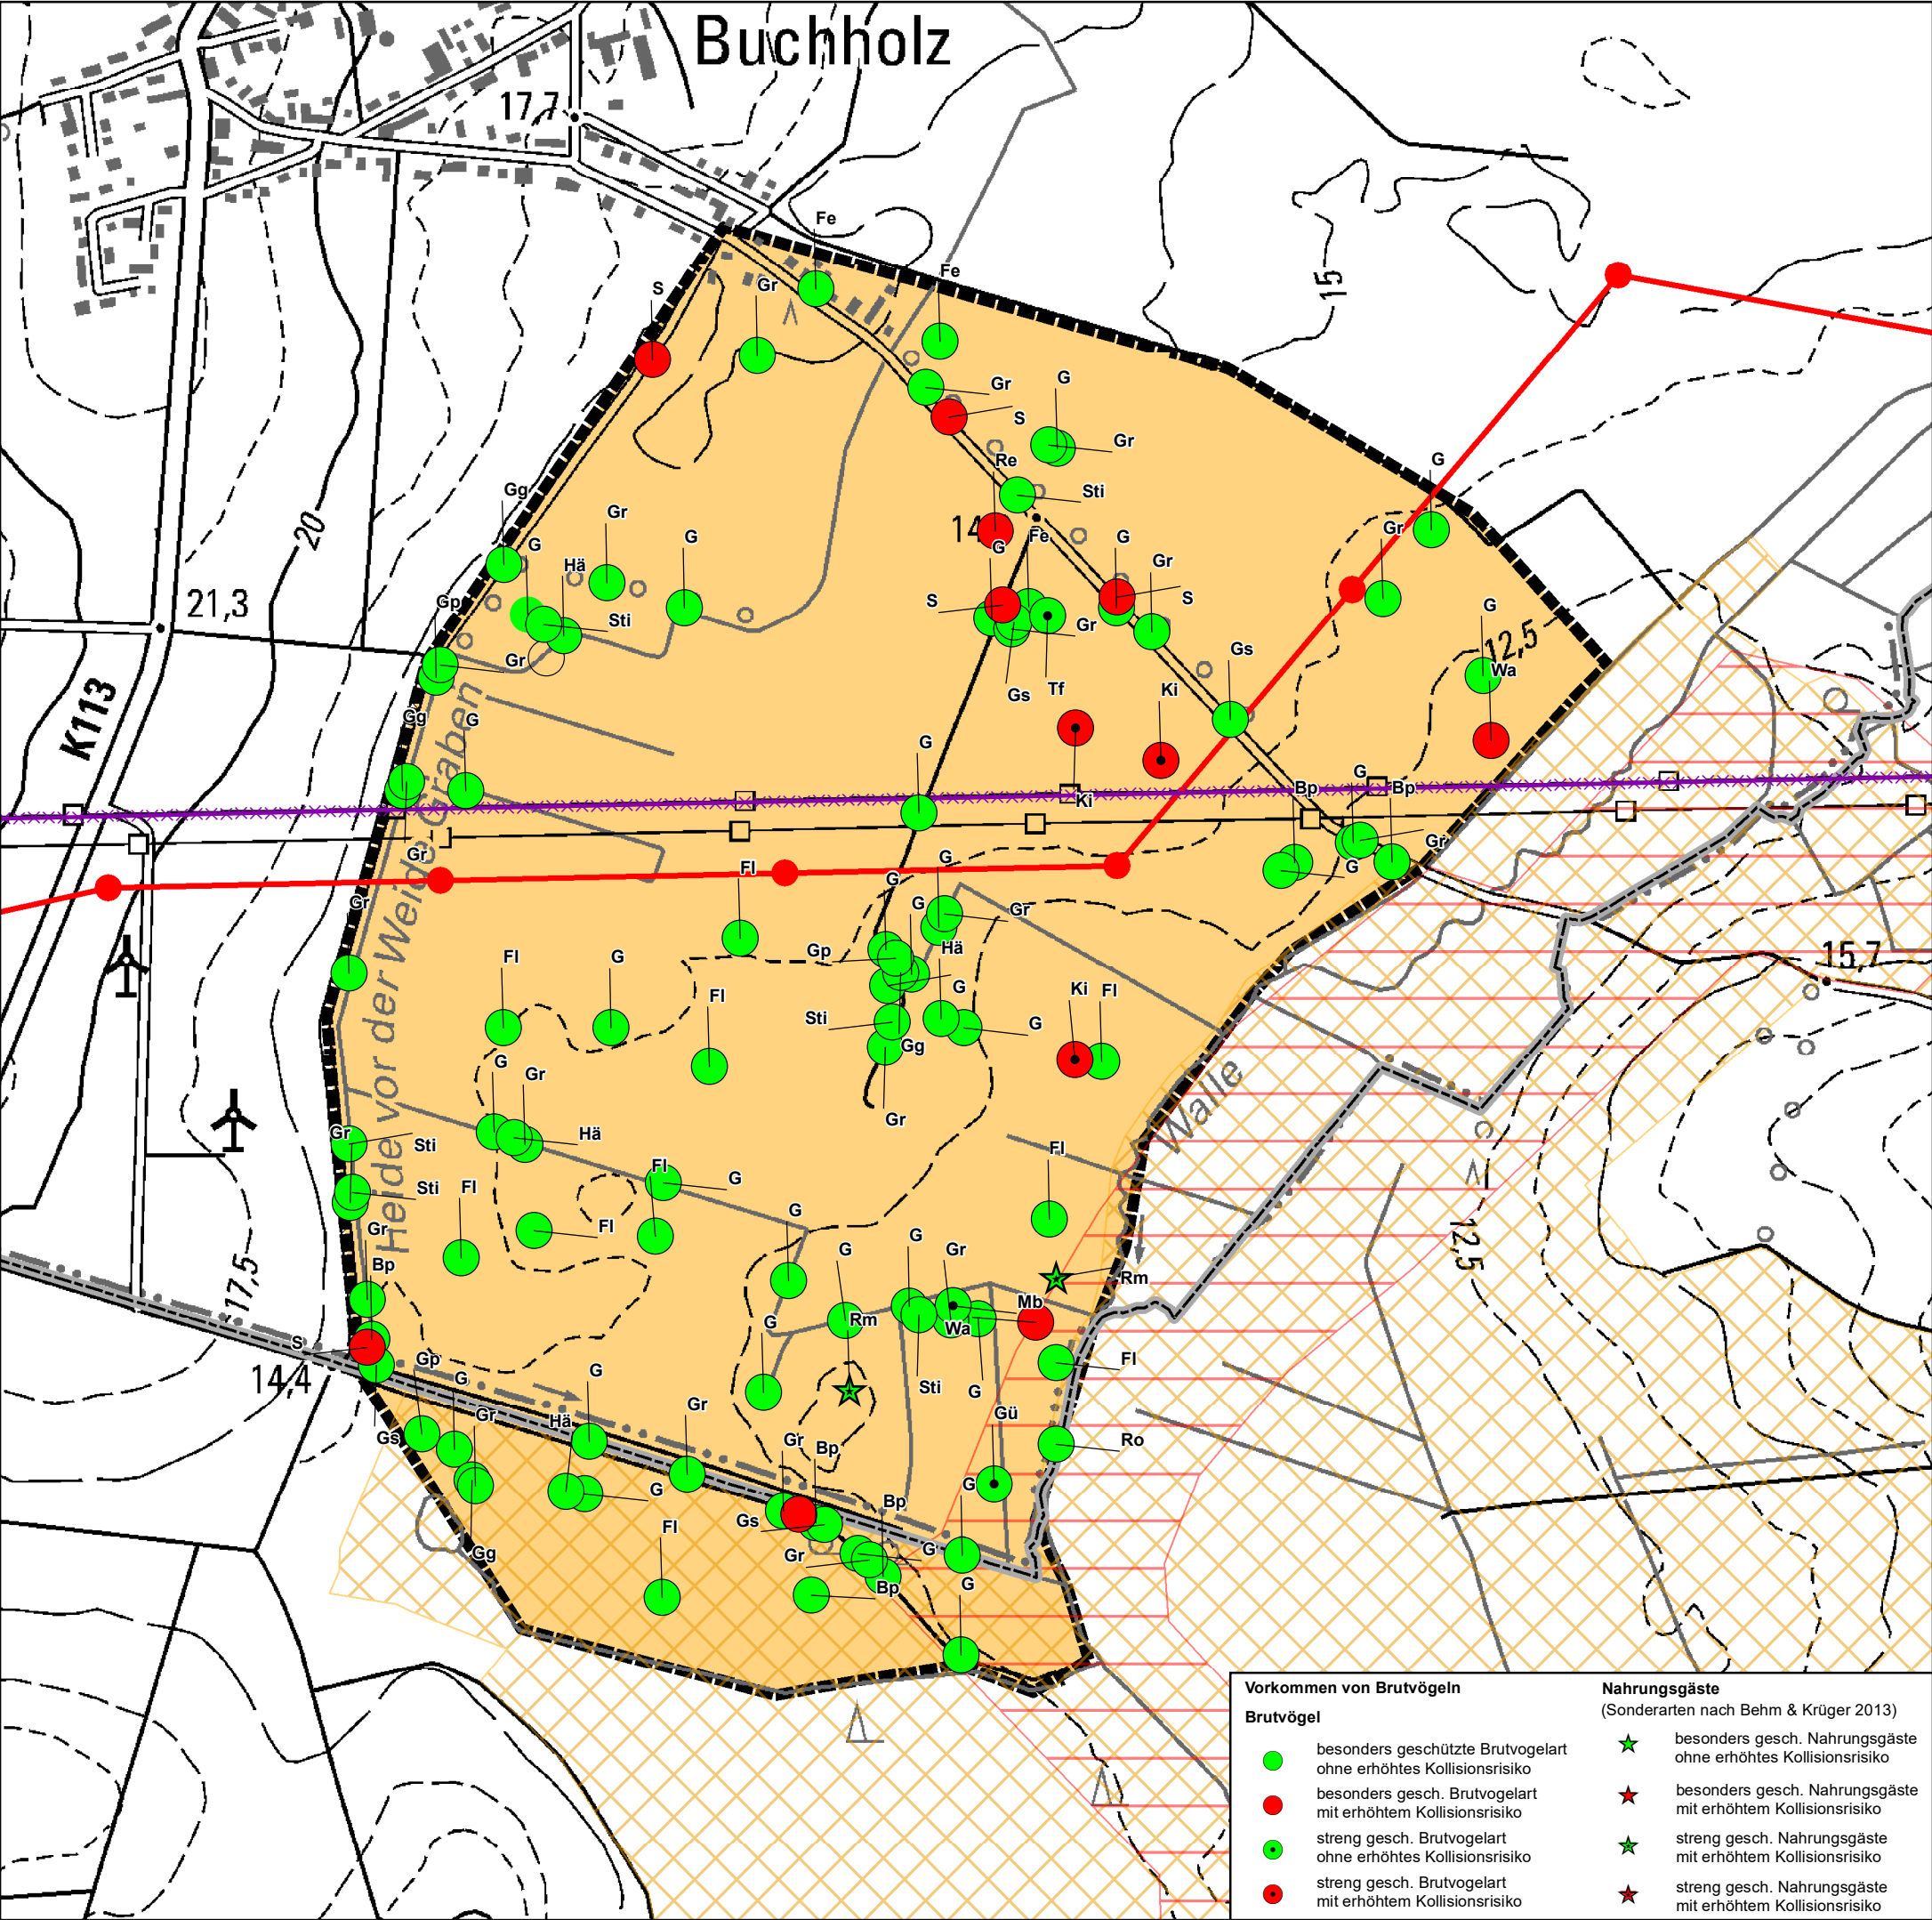 Buchholz
17,7
Fe
Fe
S
Gr
15
Gr
G
S
Gr
G
Re
Gg
Sti
20
Gr
14
Gr
G
G
G
Fe
G
Hä
Gr
21,3
Gp
Sti
S
S
G
Gr
12,5
Gs
Gr
Wa
Gs
Tf
Ki
K113
Gg
G
G
G
Bp
Bp
Ki
Gr
Gr
G
Fl
G
G
Heide vor der Weide Graben
Gr
G
Gr
Gp
Hä
Fl
G
15,7
Fl
Ki
Fl
G
Sti
G
Gg
G
Gr
Walle
Gr
Gr
Sti
Hä
Fl
Fl
G
Sti
Fl
G
Gr
Fl
G
G
Gr
12,5
Bp
Rm
17,5
Mb
Rm
Wa
G
S
14,4
Gp
Fl
G
G
Sti
G
Gr
Gr
Hä
Gü
Gs
Gr
Bp
Ro
G
G
Bp
Gs
Fl
G
Gg
Gr
G
Bp
Vorkommen von Brutvögeln
Brutvögel
besonders geschützte Brutvogelart
ohne erhöhtes Kollisionsrisiko
besonders gesch. Brutvogelart
mit erhöhtem Kollisionsrisiko
streng gesch. Brutvogelart
ohne erhöhtes Kollisionsrisiko
streng gesch. Brutvogelart
mit erhöhtem Kollisionsrisiko
Nahrungsgäste
(Sonderarten nach Behm & Krüger 2013)
besonders gesch. Nahrungsgäste
ohne erhöhtes Kollisionsrisiko
besonders gesch. Nahrungsgäste
mit erhöhtem Kollisionsrisiko
streng gesch. Nahrungsgäste
mit erhöhtem Kollisionsrisiko
streng gesch. Nahrungsgäste
mit erhöhtem Kollisionsrisiko